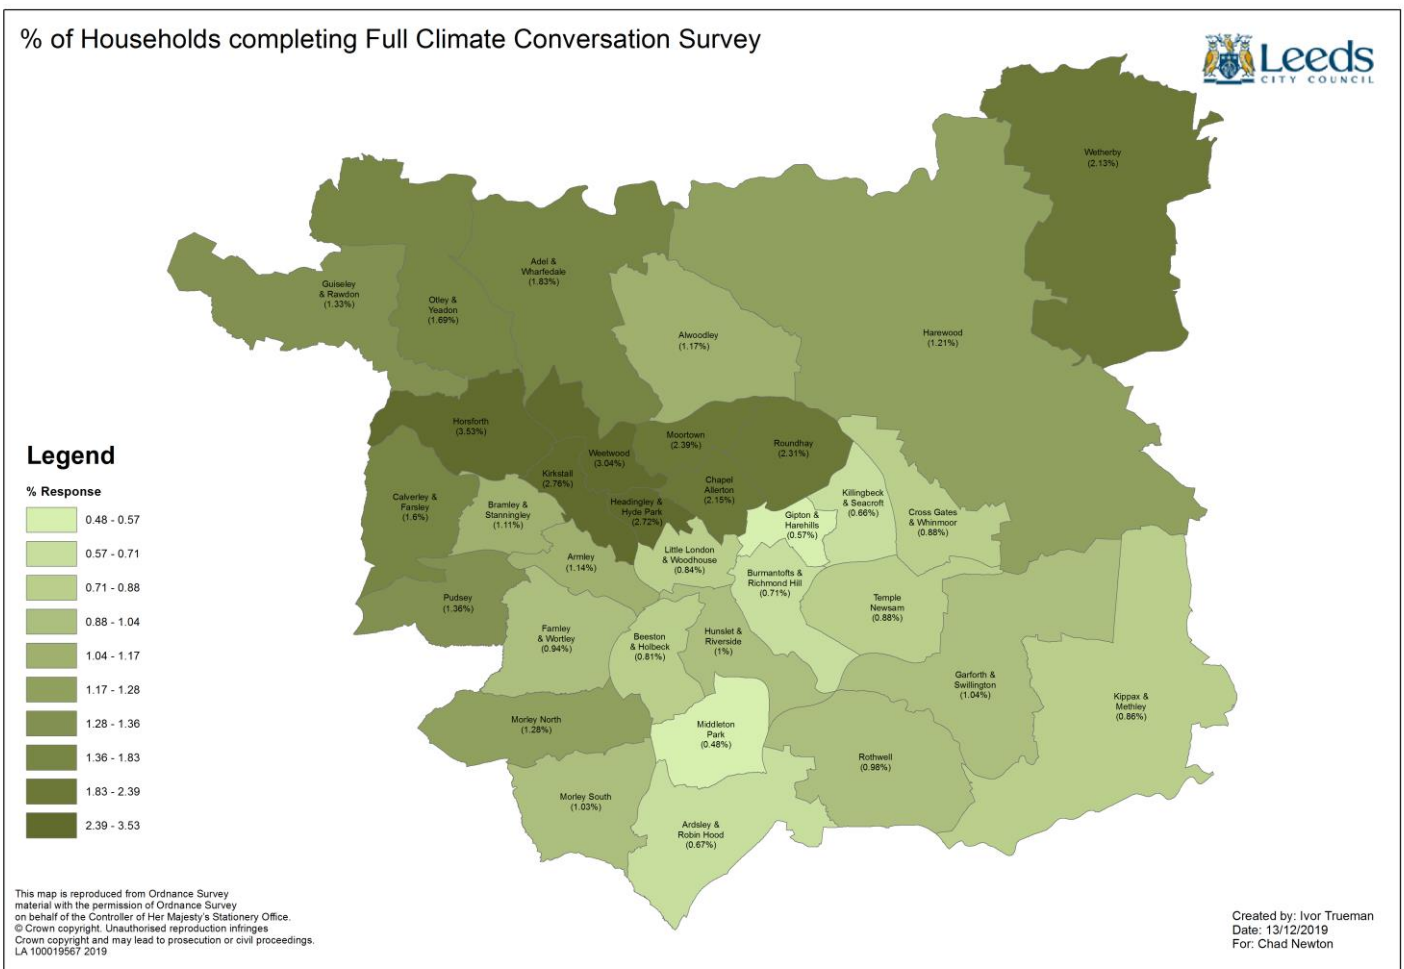 % of Households completing Full Climate Conversation Survey
Leeds
CITY COUNCIL
Wetherby
(2.13%)
Adel &
Wharfedale
(1.83%)
Guiseley
& Rawdon
(1.33%)
Otley &
Yeadon
(1.69%)
Alwoodley
(1.17%)
Harewood
(1.21%)
Horsforth
(3.53%)
Moortown
(2.39%)
Roundhay
(2.31%)
Weetwood
(3.04%)
Kirkstall
(2.76%)
Chapel
Allerton
(2.15%)
Calverley &
Farsley
(1.6%)
Bramley &
Stanningley
(1.11%)
Headingley &
Hyde Park
(2.72%)
Killingbeck
& Seacroft
(0.66%)
Gipton &
Harehills
(0.57%)
Cross Gates
& Whinmoor
(0.88%)
Armley
(1.14%)
Little London
& Woodhouse
(0.84%)
Burmantofts &
Richmond Hill
(0.71%)
Pudsey
(1.36%)
Temple
Newsam
(0.88%)
Farnley
& Wortley
(0.94%)
Beeston
& Holbeck
(0.81%)
Hunslet &
Riverside
(1%)
Garforth &
Swillington
(1.04%)
Kippax &
Methley
(0.86%)
Morley North
(1.28%)
Middleton
Park
(0.48%)
Rothwell
(0.98%)
Morley South
(1.03%)
Ardsley &
Robin Hood
(0.67%)
Legend
% Response
0.48 - 0.57
0.57 - 0.71
0.71 - 0.88
0.88 - 1.04
1.04 - 1.17
1.17 - 1.28
1.28 - 1.36
1.36 - 1.83
1.83 - 2.39
2.39 - 3.53
This map is reproduced from Ordnance Survey
material with the permission of Ordnance Survey
on behalf of the Controller of Her Majesty's Stationery Office.
© Crown copyright. Unauthorised reproduction infringes
Crown copyright and may lead to prosecution or civil proceedings.
LA 100019567 2019
Created by: Ivor Trueman
Date: 13/12/2019
For: Chad Newton